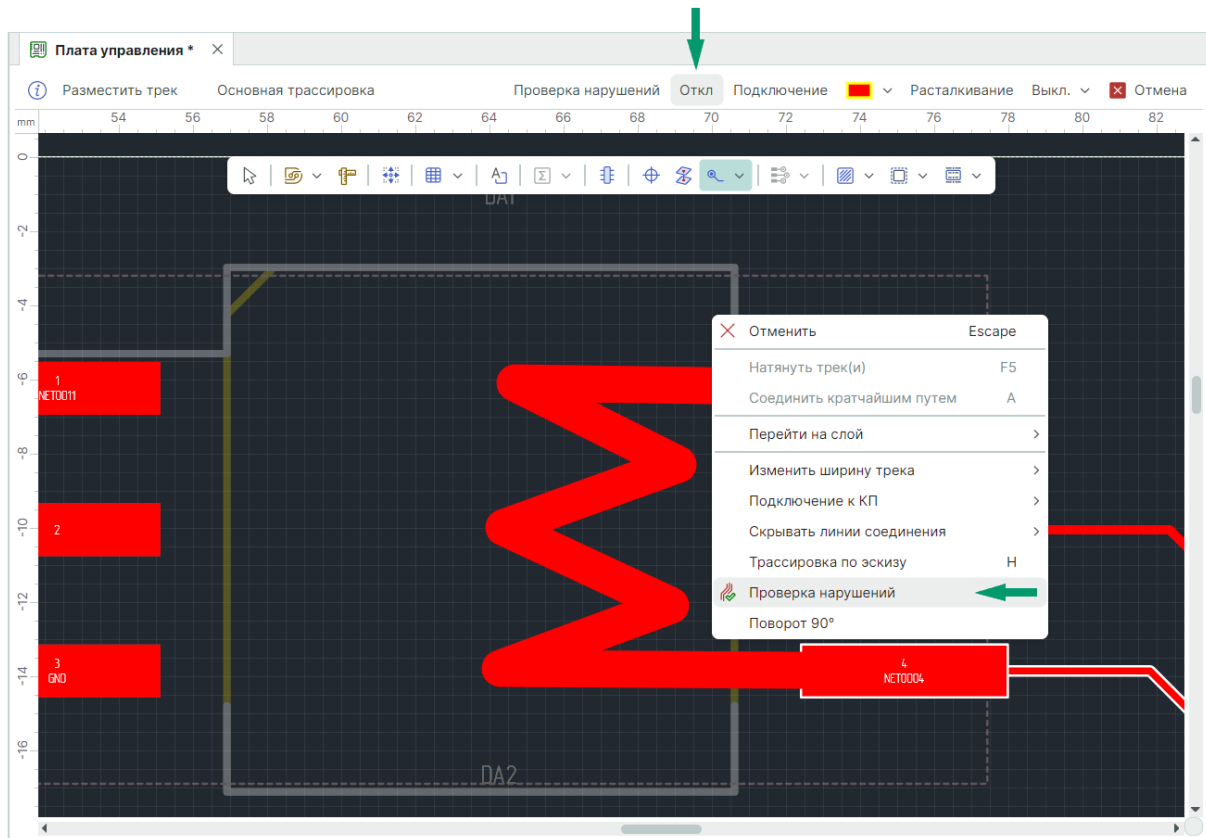 Плата управления *
Разместить трек Основная трассировка Проверка нарушений Откл Подключение Расталкивание Выкл. Отмена
mm 54 56 58 60 62 64 66 68 70 72 74 76 78 80 82
0
DA1
-2
-4
Отменить Escape
Натянуть трек(и) F5
-6
1
NET0011
Соединить кратчайшим путем A
Перейти на слой
-8
Изменить ширину трека
Подключение к КП
-10
2
Скрывать линии соединения
Трассировка по эскизу H
Проверка нарушений
-12
Поворот 90°
-14
3
GND
4
NET0004
-16
DA2